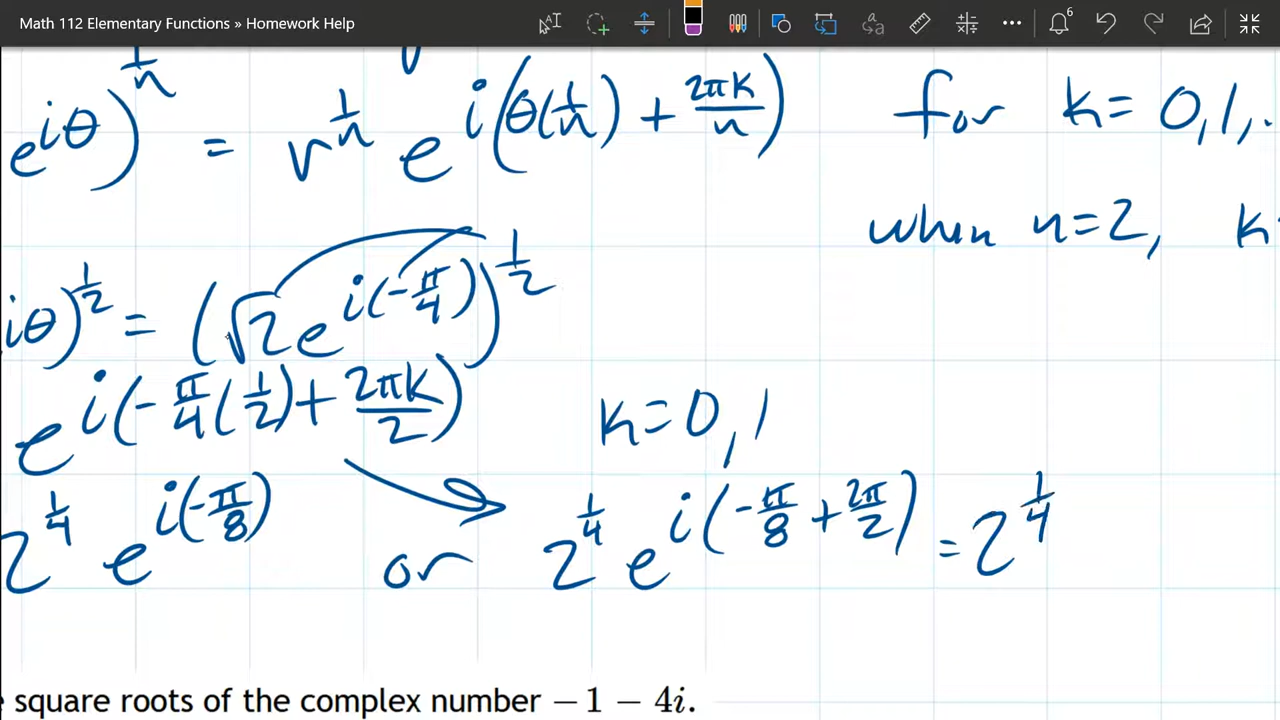 Math 112 Elementary Functions » Homework Help
6
e^{iθ})^{1/n} = r^{1/n} e^{i(θ(1/n) + 2πk/n)} for k = 0, 1, .
when n = 2, k
iθ)^{1/2} = (√2 e^{i(-π/4)})^{1/2}
e^{i(-π/4(1/2) + 2πk/2)} k = 0, 1
2^{1/4} e^{i(-π/8)} or 2^{1/4} e^{i(-π/8 + 2π/2)} = 2^{1/4}
square roots of the complex number −1 − 4i.